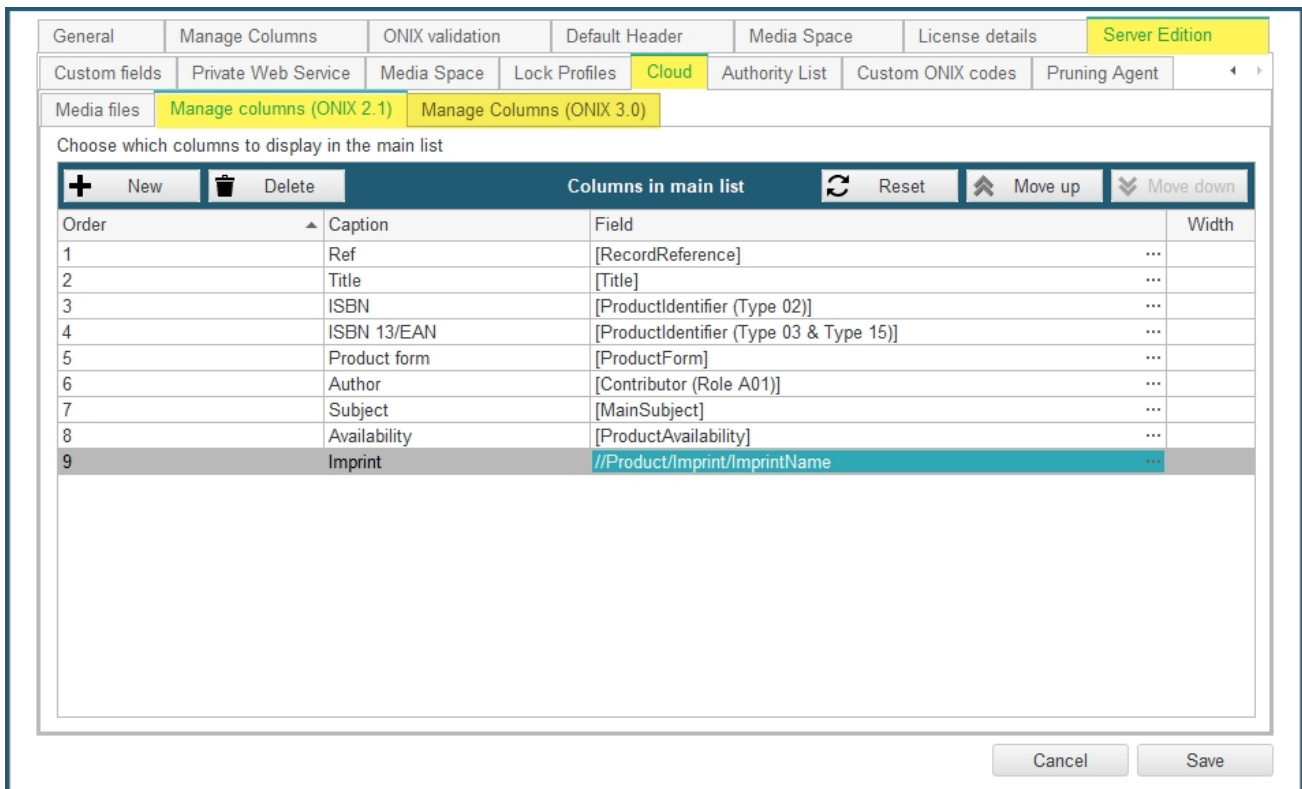 General Manage Columns ONIX validation Default Header Media Space License details Server Edition
Custom fields Private Web Service Media Space Lock Profiles Cloud Authority List Custom ONIX codes Pruning Agent
Media files Manage columns (ONIX 2.1) Manage Columns (ONIX 3.0)
Choose which columns to display in the main list
New Delete Columns in main list Reset Move up Move down
Order Caption Field Width
1 Ref [RecordReference] ...
2 Title [Title] ...
3 ISBN [ProductIdentifier (Type 02)] ...
4 ISBN 13/EAN [ProductIdentifier (Type 03 & Type 15)] ...
5 Product form [ProductForm] ...
6 Author [Contributor (Role A01)] ...
7 Subject [MainSubject] ...
8 Availability [ProductAvailability] ...
9 Imprint //Product/Imprint/ImprintName ...
Cancel Save